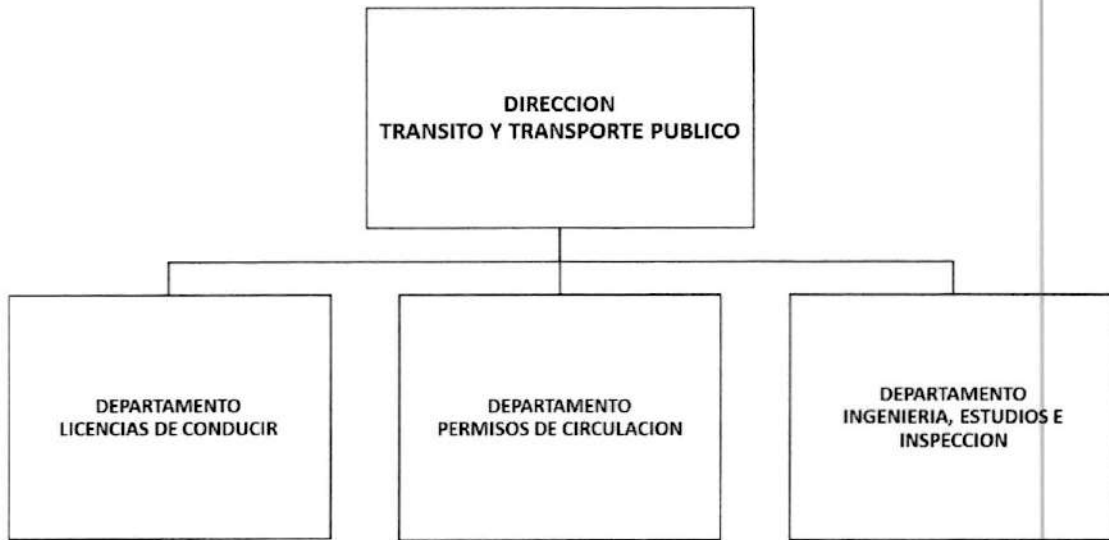 DIRECCION
TRANSITO Y TRANSPORTE PUBLICO
DEPARTAMENTO
LICENCIAS DE CONDUCIR
DEPARTAMENTO
PERMISOS DE CIRCULACION
DEPARTAMENTO
INGENIERIA, ESTUDIOS E
INSPECCION